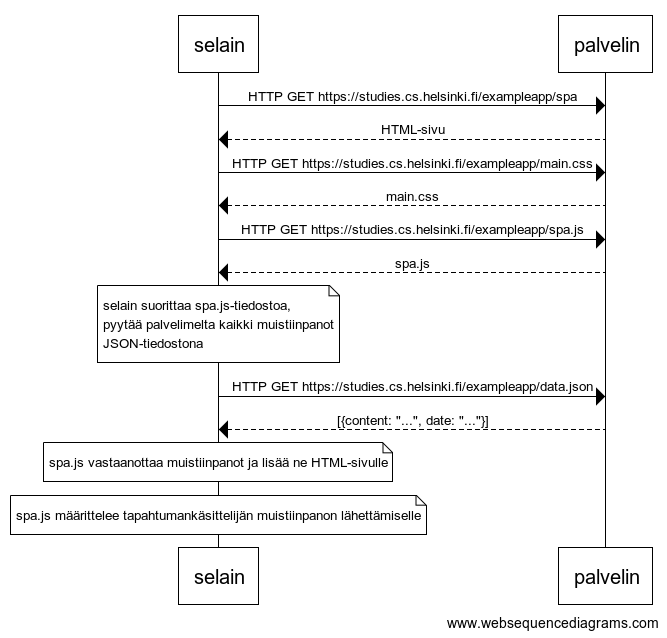 selain palvelin
HTTP GET https://studies.cs.helsinki.fi/exampleapp/spa
HTML-sivu
HTTP GET https://studies.cs.helsinki.fi/exampleapp/main.css
main.css
HTTP GET https://studies.cs.helsinki.fi/exampleapp/spa.js
spa.js
selain suorittaa spa.js-tiedostoa,
pyytää palvelimelta kaikki muistiinpanot
JSON-tiedostona
HTTP GET https://studies.cs.helsinki.fi/exampleapp/data.json
[{content: "...", date: "..."}]
spa.js vastaanottaa muistiinpanot ja lisää ne HTML-sivulle
spa.js määrittelee tapahtumankäsittelijän muistiinpanon lähettämiselle
selain palvelin
www.websequencediagrams.com